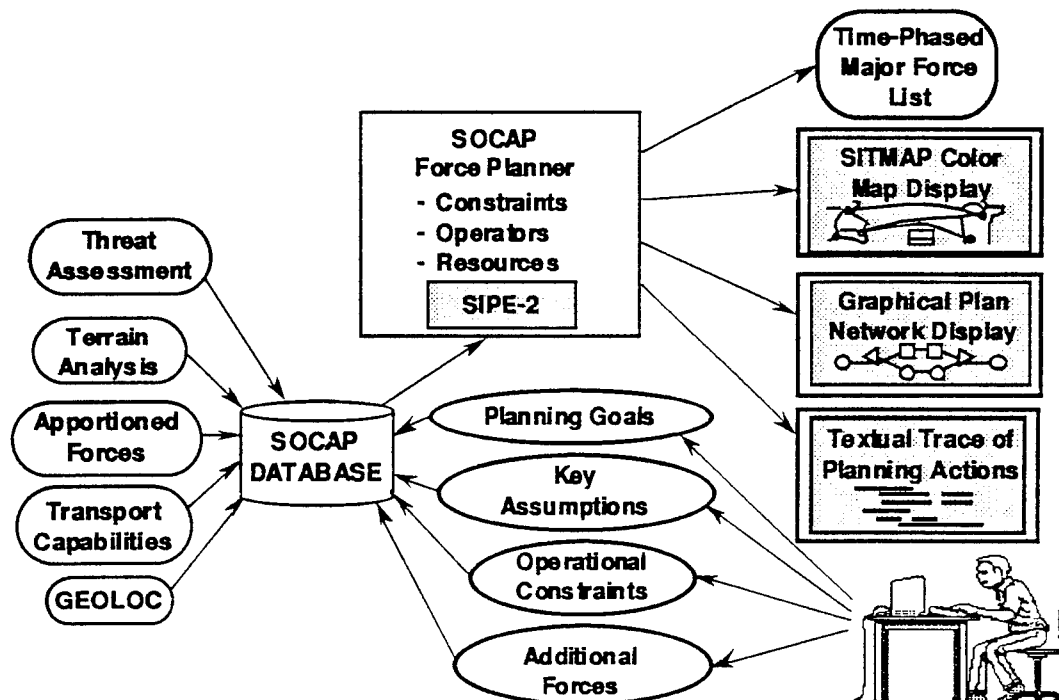 Time-Phased
Major Force
List
SOCAP
Force Planner
- Constraints
- Operators
- Resources
SIPE-2
SITMAP Color
Map Display
Threat
Assessment
Graphical Plan
Network Display
Terrain
Analysis
Apportioned
Forces
SOCAP
DATABASE
Planning Goals
Textual Trace of
Planning Actions
Key
Assumptions
Transport
Capabilities
Operational
Constraints
GEOLOC
Additional
Forces